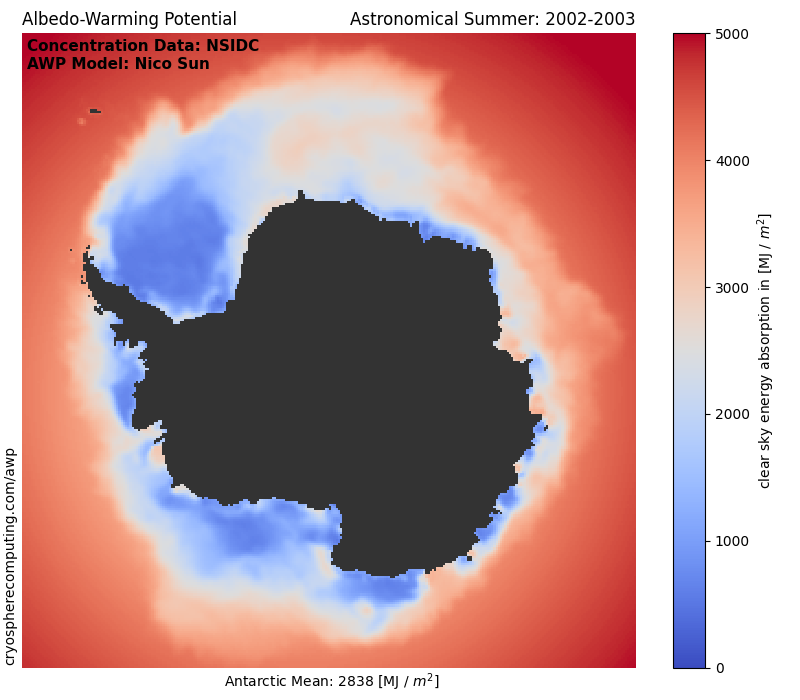 Albedo-Warming Potential
Astronomical Summer: 2002-2003
Concentration Data: NSIDC
AWP Model: Nico Sun
5000
4000
3000
2000
1000
0
clear sky energy absorption in [MJ / m²]
cryospherecomputing.com/awp
Antarctic Mean: 2838 [MJ / m²]